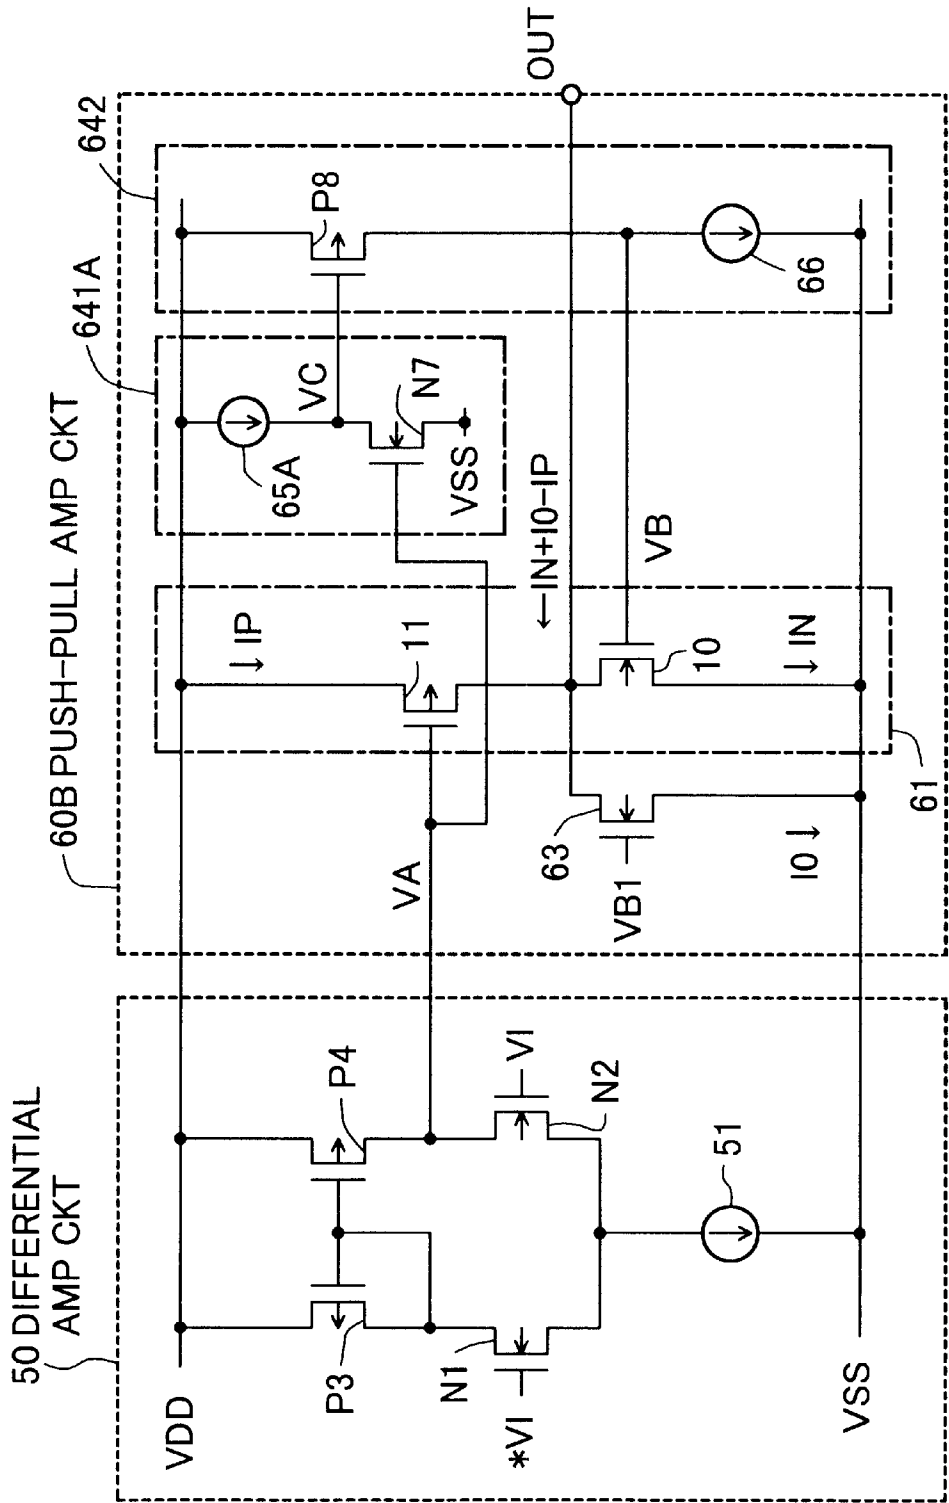 50 DIFFERENTIAL
AMP CKT
60B PUSH-PULL AMP CKT
641A
642
VDD
P3
P4
*VI
N1
VI
N2
51
VSS
VA
↓ IP
11
65A
VC
N7
VSS
P8
←IN+I0-IP
OUT
63
VB1
I0 ↓
VB
10
↓ IN
61
66